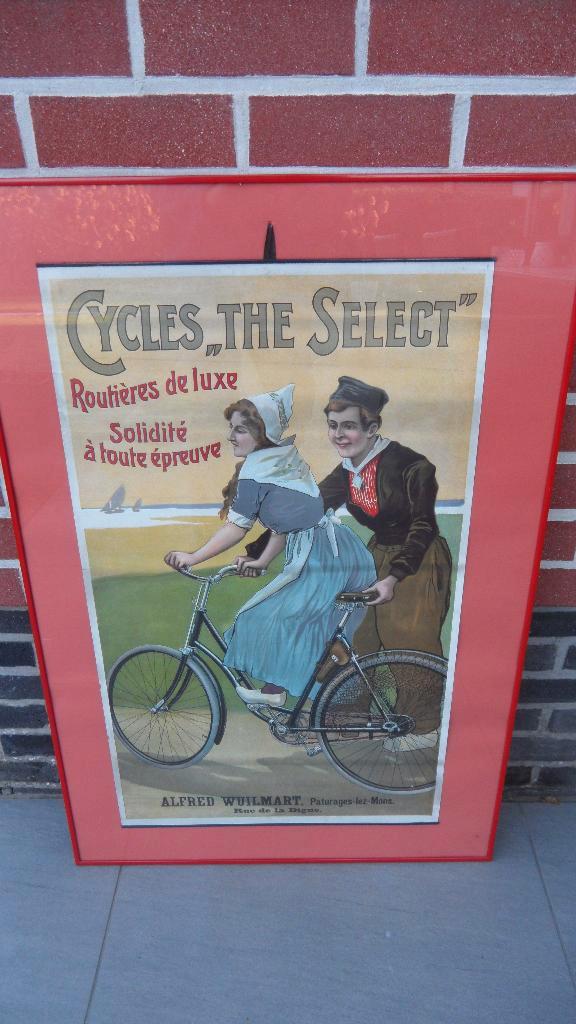 CYCLES „THE SELECT”
Routières de luxe
Solidité
à toute épreuve
ALFRED WUILMART. Paturages-lez-Mons.
Rue de la Digue.